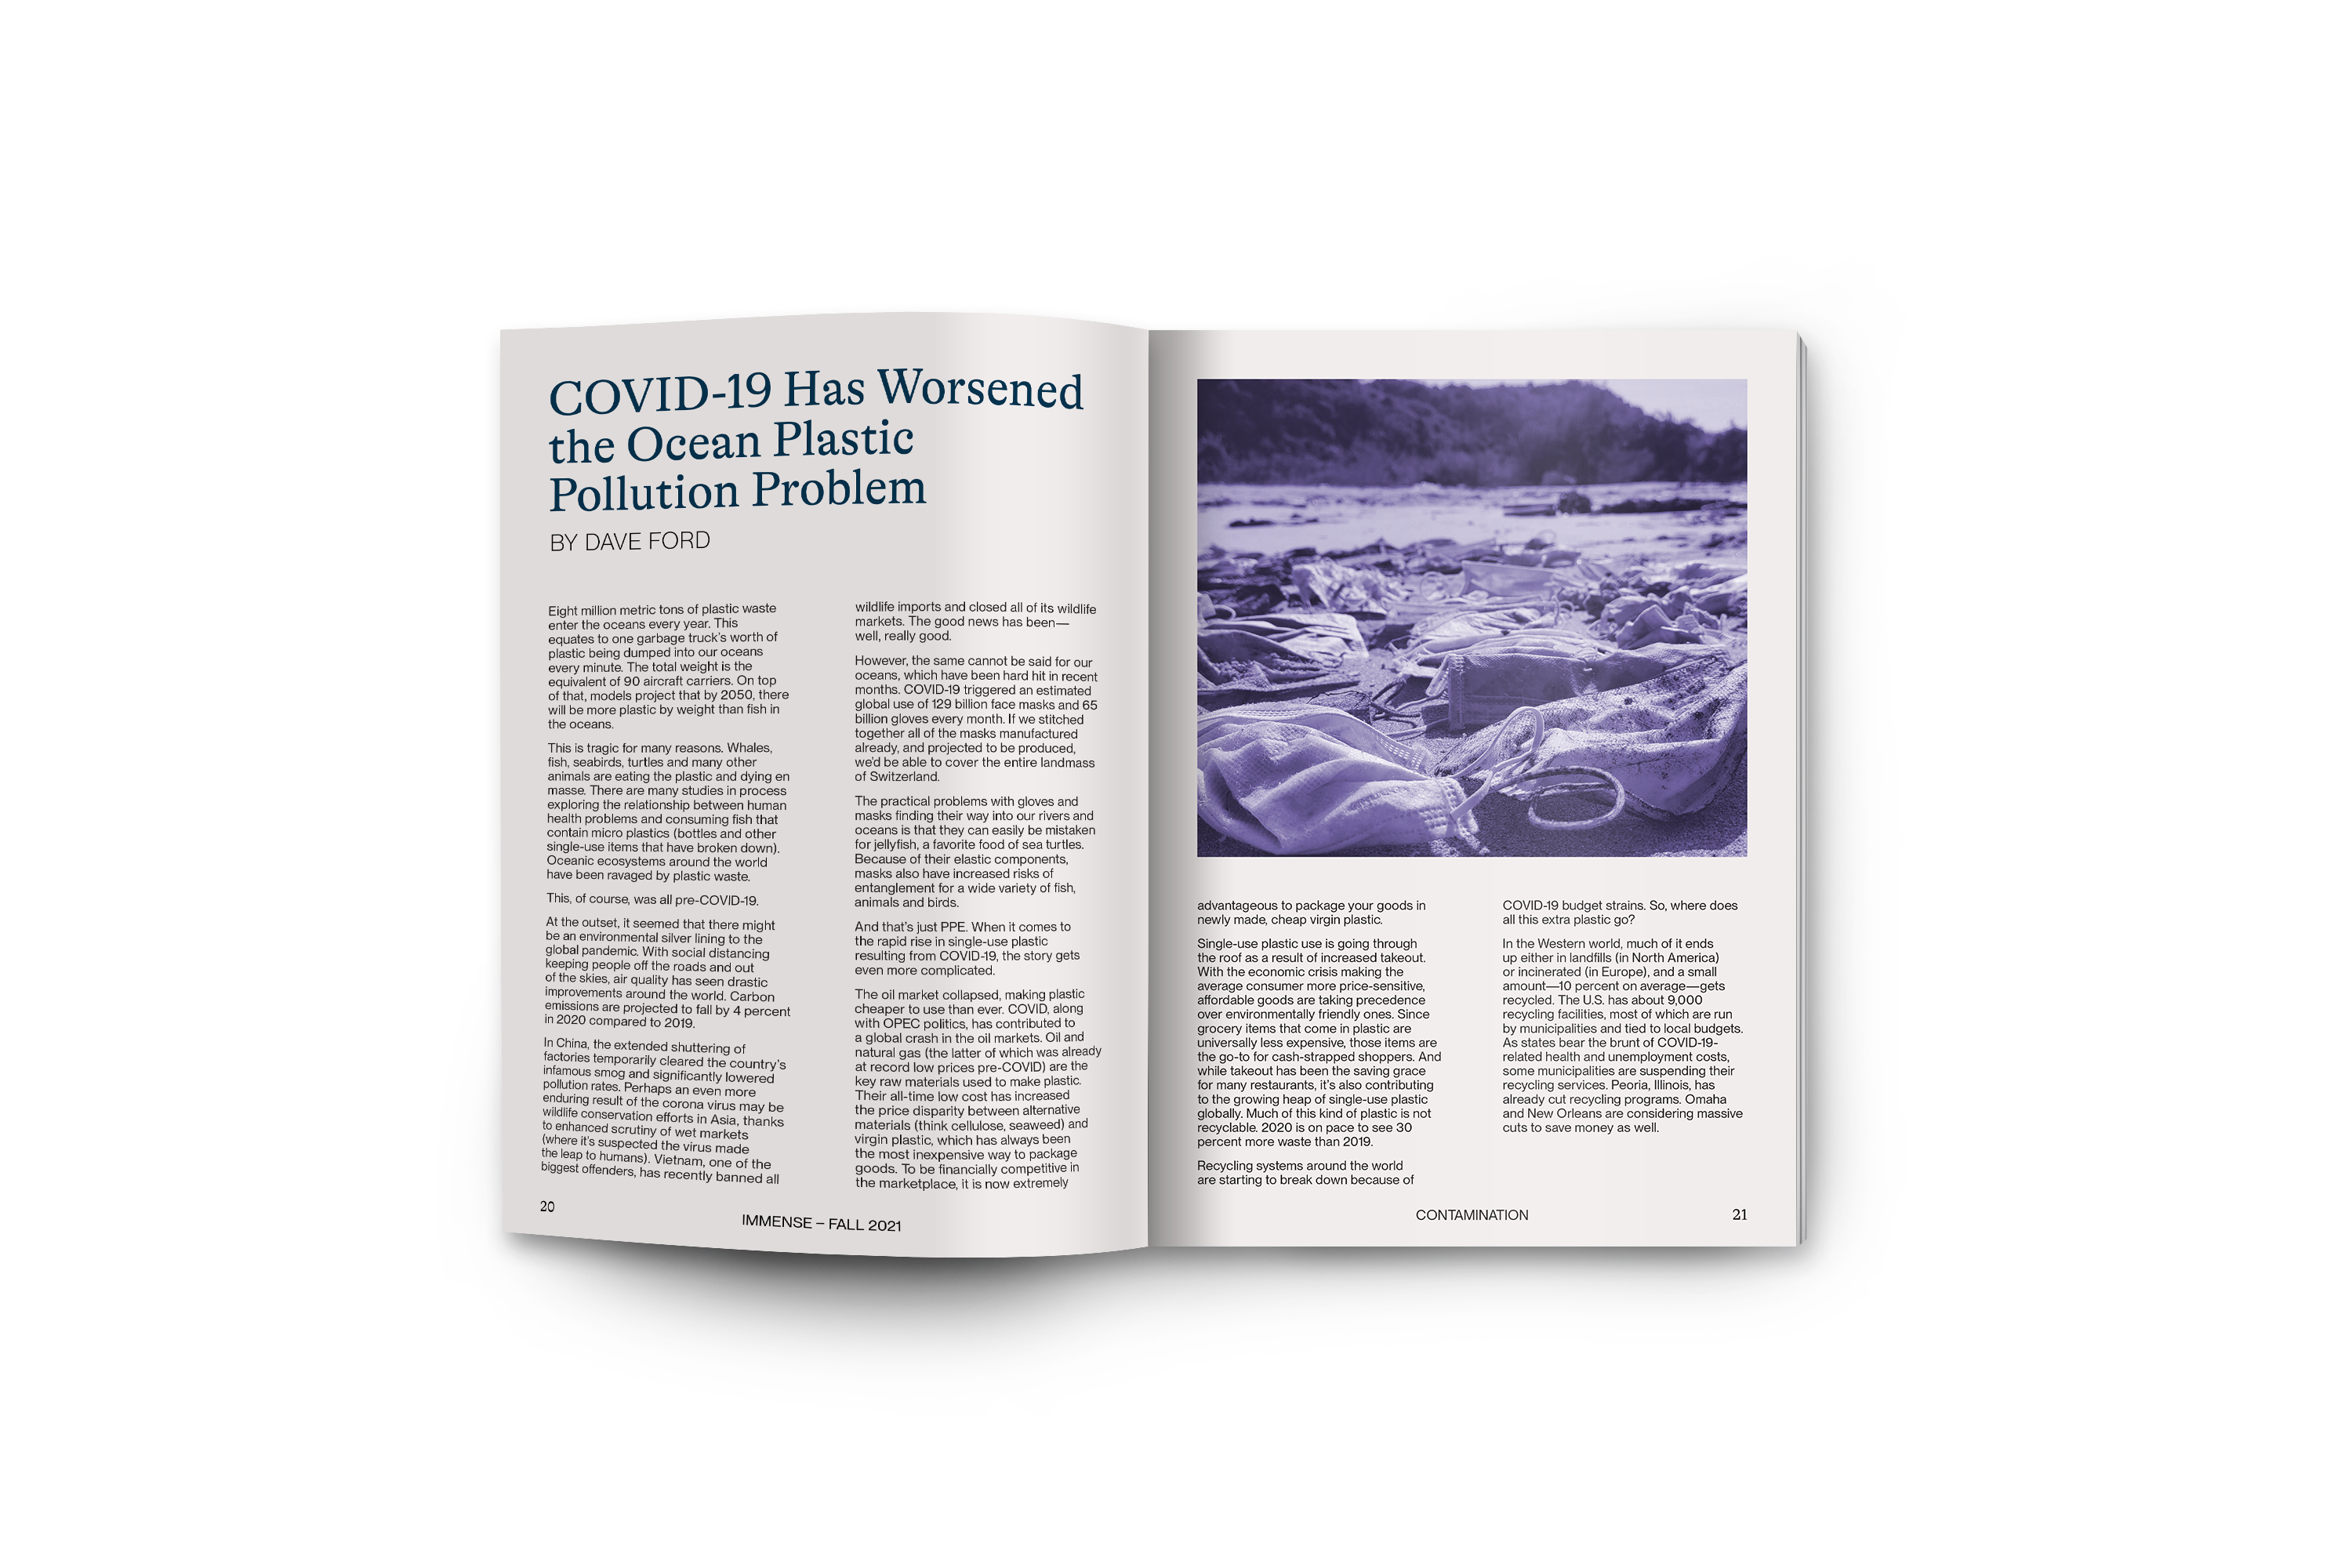 COVID-19 Has Worsened
the Ocean Plastic
Pollution Problem
BY DAVE FORD
Eight million metric tons of plastic waste
enter the oceans every year. This
equates to one garbage truck's worth of
plastic being dumped into our oceans
every minute. The total weight is the
equivalent of 90 aircraft carriers. On top
of that, models project that by 2050, there
will be more plastic by weight than fish in
the oceans.
This is tragic for many reasons. Whales,
fish, seabirds, turtles and many other
animals are eating the plastic and dying en
masse. There are many studies in process
exploring the relationship between human
health problems and consuming fish that
contain micro plastics (bottles and other
single-use items that have broken down).
Oceanic ecosystems around the world
have been ravaged by plastic waste.
This, of course, was all pre-COVID-19.
At the outset, it seemed that there might
be an environmental silver lining to the
global pandemic. With social distancing
keeping people off the roads and out
of the skies, air quality has seen drastic
improvements around the world. Carbon
emissions are projected to fall by 4 percent
in 2020 compared to 2019.
In China, the extended shuttering of
factories temporarily cleared the country's
infamous smog and significantly lowered
pollution rates. Perhaps an even more
enduring result of the corona virus may be
wildlife conservation efforts in Asia, thanks
to enhanced scrutiny of wet markets
(where it's suspected the virus made
the leap to humans). Vietnam, one of the
biggest offenders, has recently banned all
wildlife imports and closed all of its wildlife
markets. The good news has been—
well, really good.
However, the same cannot be said for our
oceans, which have been hard hit in recent
months. COVID-19 triggered an estimated
global use of 129 billion face masks and 65
billion gloves every month. If we stitched
together all of the masks manufactured
already, and projected to be produced,
we'd be able to cover the entire landmass
of Switzerland.
The practical problems with gloves and
masks finding their way into our rivers and
oceans is that they can easily be mistaken
for jellyfish, a favorite food of sea turtles.
Because of their elastic components,
masks also have increased risks of
entanglement for a wide variety of fish,
animals and birds.
And that's just PPE. When it comes to
the rapid rise in single-use plastic
resulting from COVID-19, the story gets
even more complicated.
The oil market collapsed, making plastic
cheaper to use than ever. COVID, along
with OPEC politics, has contributed to
a global crash in the oil markets. Oil and
natural gas (the latter of which was already
at record low prices pre-COVID) are the
key raw materials used to make plastic.
Their all-time low cost has increased
the price disparity between alternative
materials (think cellulose, seaweed) and
virgin plastic, which has always been
the most inexpensive way to package
goods. To be financially competitive in
the marketplace, it is now extremely
20
IMMENSE – FALL 2021
advantageous to package your goods in
newly made, cheap virgin plastic.
Single-use plastic use is going through
the roof as a result of increased takeout.
With the economic crisis making the
average consumer more price-sensitive,
affordable goods are taking precedence
over environmentally friendly ones. Since
grocery items that come in plastic are
universally less expensive, those items are
the go-to for cash-strapped shoppers. And
while takeout has been the saving grace
for many restaurants, it's also contributing
to the growing heap of single-use plastic
globally. Much of this kind of plastic is not
recyclable. 2020 is on pace to see 30
percent more waste than 2019.
Recycling systems around the world
are starting to break down because of
COVID-19 budget strains. So, where does
all this extra plastic go?
In the Western world, much of it ends
up either in landfills (in North America)
or incinerated (in Europe), and a small
amount—10 percent on average—gets
recycled. The U.S. has about 9,000
recycling facilities, most of which are run
by municipalities and tied to local budgets.
As states bear the brunt of COVID-19-
related health and unemployment costs,
some municipalities are suspending their
recycling services. Peoria, Illinois, has
already cut recycling programs. Omaha
and New Orleans are considering massive
cuts to save money as well.
CONTAMINATION
21